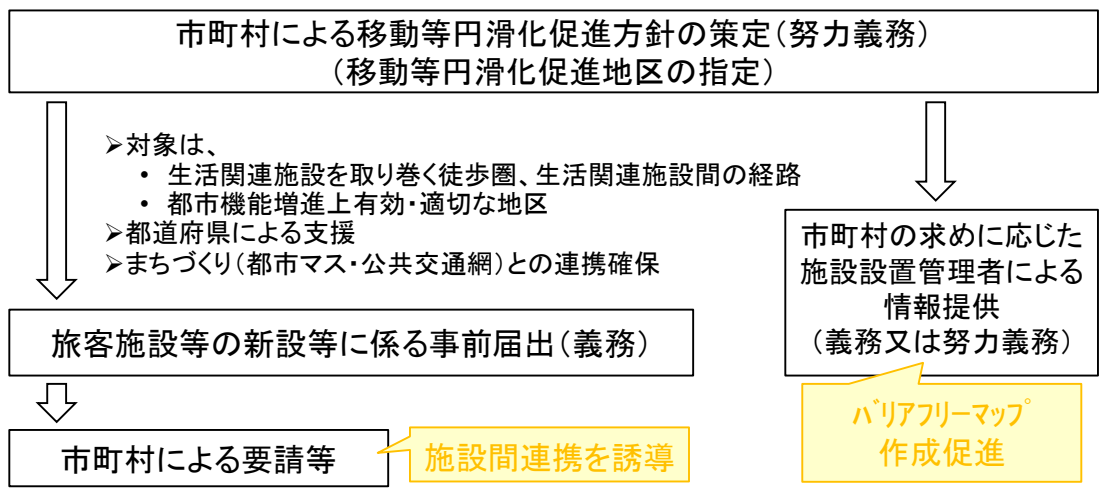 市町村による移動等円滑化促進方針の策定(努力義務)
(移動等円滑化促進地区の指定)
➢対象は、
• 生活関連施設を取り巻く徒歩圏、生活関連施設間の経路
• 都市機能増進上有効・適切な地区
➢都道府県による支援
➢まちづくり(都市マス・公共交通網)との連携確保
旅客施設等の新設等に係る事前届出(義務)
市町村による要請等
施設間連携を誘導
市町村の求めに応じた
施設設置管理者による
情報提供
(義務又は努力義務)
バリアフリーマップ
作成促進